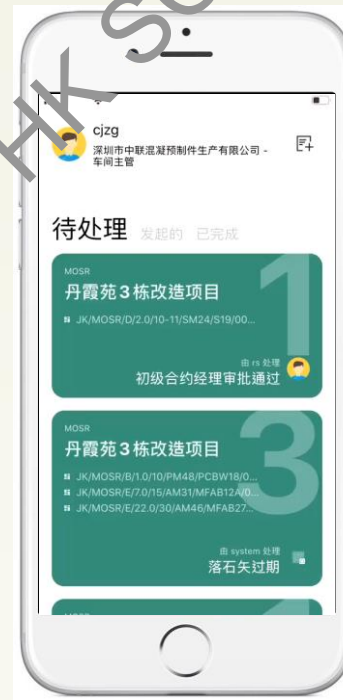 HK SC
cjzg
深圳市中联混凝预制件生产有限公司 -
车间主管
待处理 发起的 已完成
1
MOSR
丹霞苑3栋改造项目
JK/MOSR/D/2.0/10-11/SM24/S19/00...
由 rs 处理
初级合约经理审批通过
3
MOSR
丹霞苑3栋改造项目
JK/MOSR/B/1.0/10/PM48/PCBW18/0...
JK/MOSR/E/7.0/15/AM31/MFAB12A/0...
JK/MOSR/E/22.0/30/AM46/MFAB27...
由 system 处理
落石矢过期